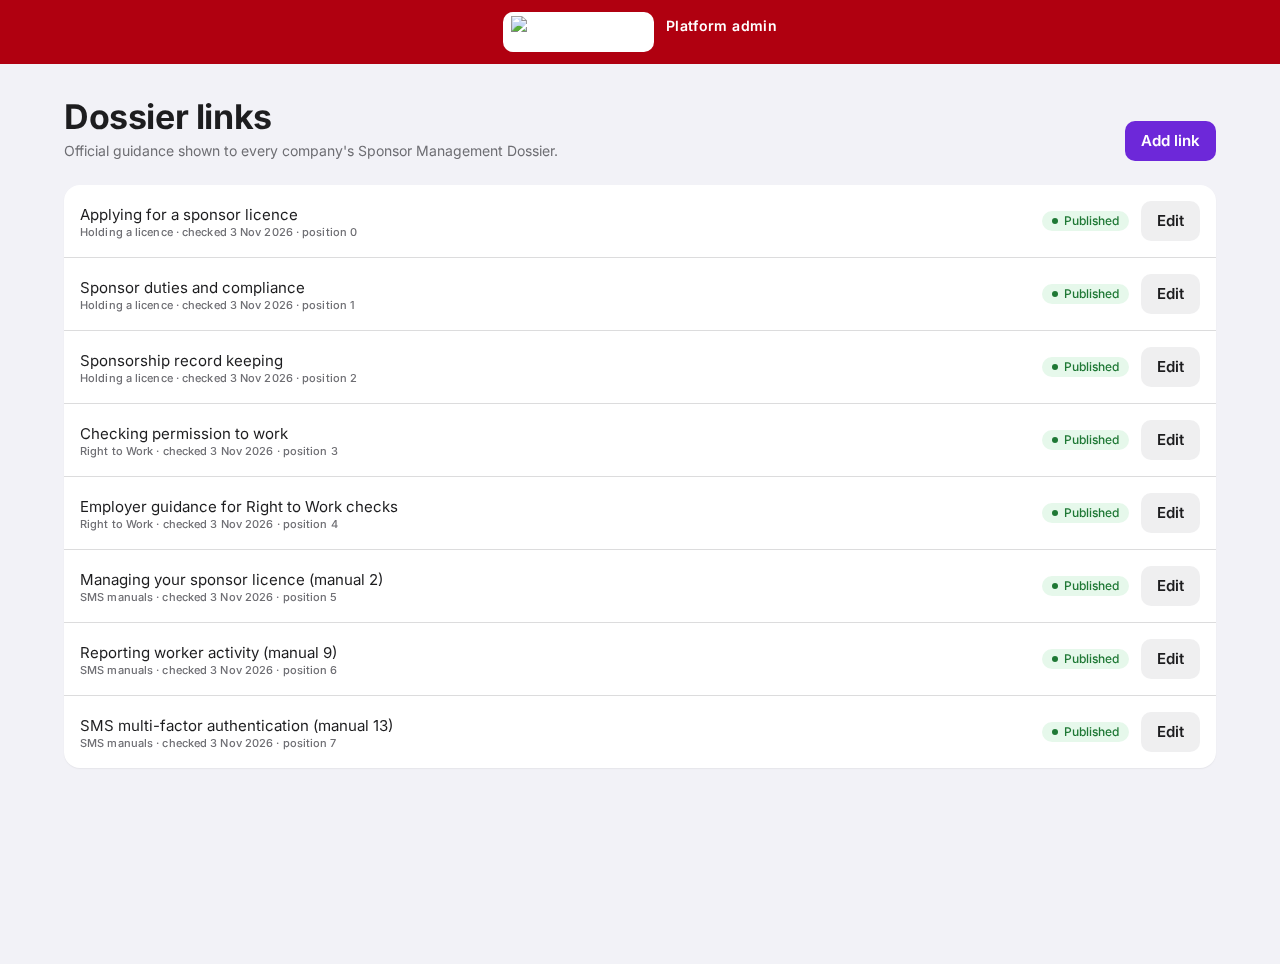 Platform admin
Dossier links
Official guidance shown to every company's Sponsor Management Dossier.
Add link
Applying for a sponsor licence
Holding a licence · checked 3 Nov 2026 · position 0
Published
Edit
Sponsor duties and compliance
Holding a licence · checked 3 Nov 2026 · position 1
Published
Edit
Sponsorship record keeping
Holding a licence · checked 3 Nov 2026 · position 2
Published
Edit
Checking permission to work
Right to Work · checked 3 Nov 2026 · position 3
Published
Edit
Employer guidance for Right to Work checks
Right to Work · checked 3 Nov 2026 · position 4
Published
Edit
Managing your sponsor licence (manual 2)
SMS manuals · checked 3 Nov 2026 · position 5
Published
Edit
Reporting worker activity (manual 9)
SMS manuals · checked 3 Nov 2026 · position 6
Published
Edit
SMS multi-factor authentication (manual 13)
SMS manuals · checked 3 Nov 2026 · position 7
Published
Edit